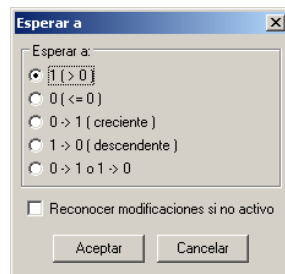 Esperar a
Esperar a:
1 ( > 0 )
0 ( <= 0 )
0 -> 1 ( creciente )
1 -> 0 ( descendente )
0 -> 1 o 1 -> 0
Reconocer modificaciones si no activo
Aceptar
Cancelar